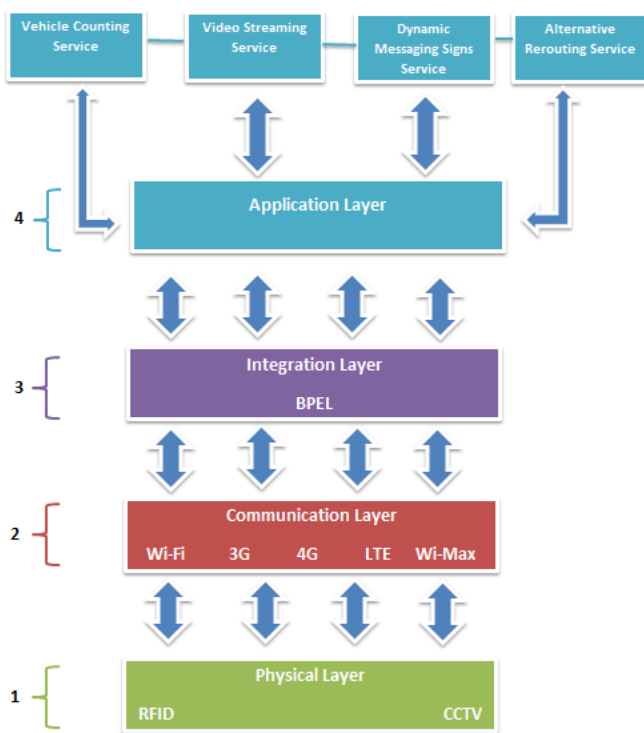 Vehicle Counting
Service
Video Streaming
Service
Dynamic
Messaging Signs
Service
Alternative
Rerouting Service
4
Application Layer
3
Integration Layer
BPEL
2
Communication Layer
Wi-Fi 3G 4G LTE Wi-Max
1
Physical Layer
RFID CCTV